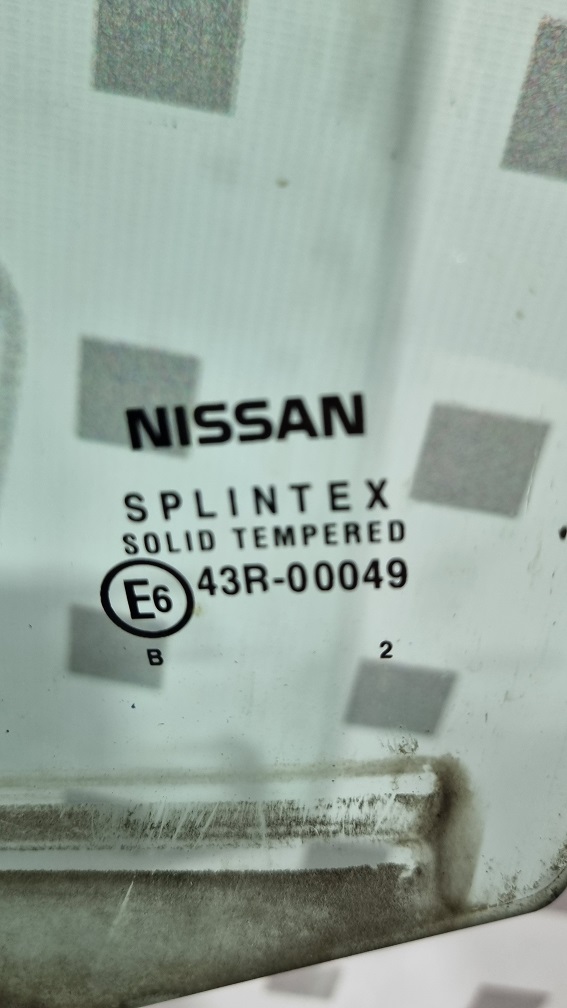 NISSAN
SPLINTEX
SOLID TEMPERED
E6 43R-00049
B 2